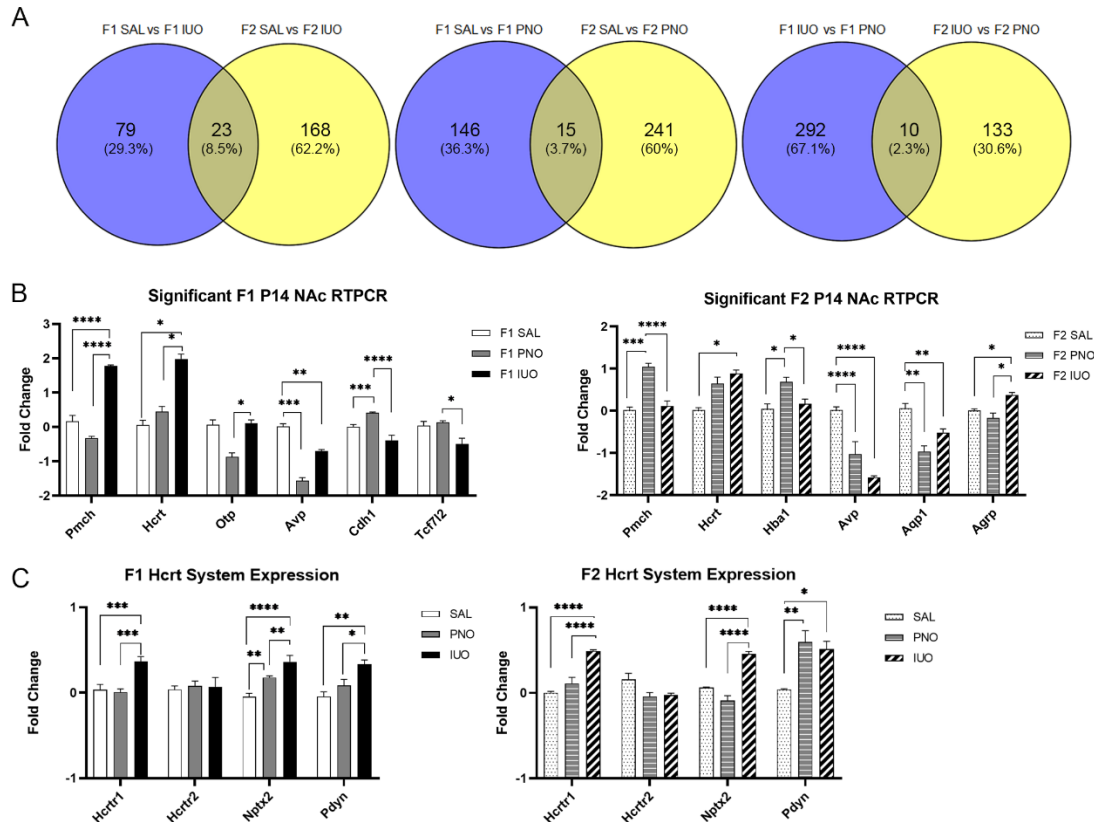 A
F1 SAL vs F1 IUO
F2 SAL vs F2 IUO
79
(29.3%)
23
(8.5%)
168
(62.2%)
F1 SAL vs F1 PNO
F2 SAL vs F2 PNO
146
(36.3%)
15
(3.7%)
241
(60%)
F1 IUO vs F1 PNO
F2 IUO vs F2 PNO
292
(67.1%)
10
(2.3%)
133
(30.6%)
B
Significant F1 P14 NAc RTPCR
Fold Change
3
2
1
0
-1
-2
**** **** * * * *** ** *** **** *
Pmch
Hcrt
Otp
Avp
Cdh1
Tcf7l2
F1 SAL
F1 PNO
F1 IUO
Significant F2 P14 NAc RTPCR
Fold Change
2
1
0
-1
-2
*** **** * * * **** **** ** ** * *
Pmch
Hcrt
Hba1
Avp
Aqp1
Agrp
F2 SAL
F2 PNO
F2 IUO
C
F1 Hcrt System Expression
Fold Change
1
0
-1
*** *** **** ** ** ** *
Hcrtr1
Hcrtr2
Nptx2
Pdyn
SAL
PNO
IUO
F2 Hcrt System Expression
Fold Change
1
0
-1
**** **** **** **** ** *
Hcrtr1
Hcrtr2
Nptx2
Pdyn
SAL
PNO
IUO